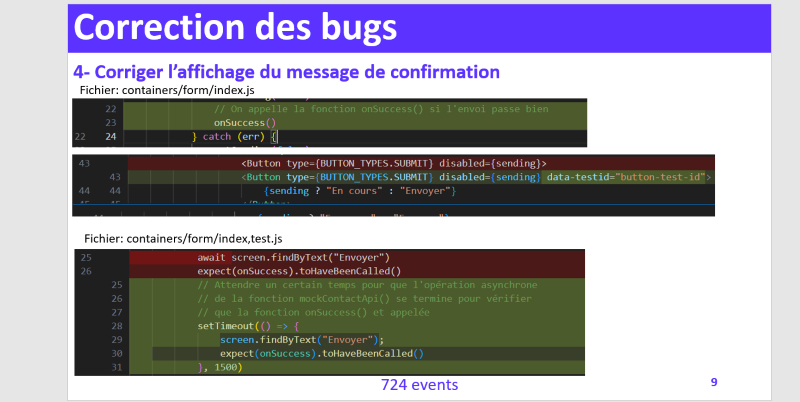 Correction des bugs
4- Corriger l'affichage du message de confirmation
Fichier: containers/form/index.js
22 // On appelle la fonction onSuccess() si l'envoi passe bien
23 onSuccess()
22 24 } catch (err) {
43 <Button type={BUTTON_TYPES.SUBMIT} disabled={sending}>
43 <Button type={BUTTON_TYPES.SUBMIT} disabled={sending} data-testid="button-test-id">
44 44 {sending ? "En cours" : "Envoyer"}
Fichier: containers/form/index,test.js
25 await screen.findByText("Envoyer")
26 expect(onSuccess).toHaveBeenCalled()
25 // Attendre un certain temps pour que l'opération asynchrone
26 // de la fonction mockContactApi() se termine pour vérifier
27 // que la fonction onSuccess() et appelée
28 setTimeout(() => {
29 screen.findByText("Envoyer");
30 expect(onSuccess).toHaveBeenCalled()
31 }, 1500)
724 events
9